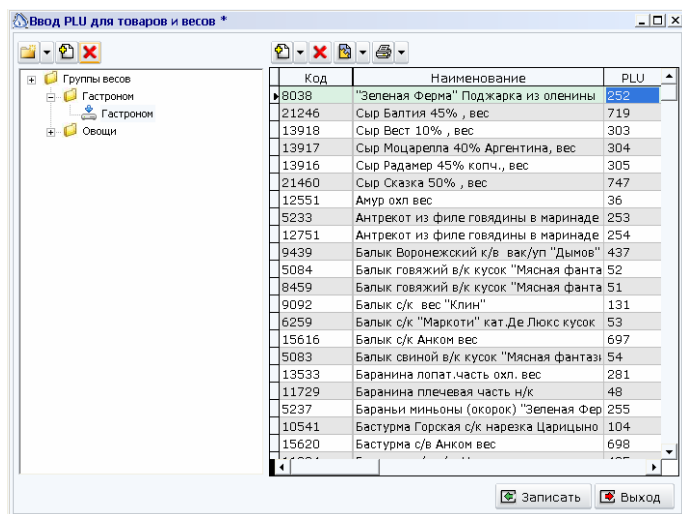 Ввод PLU для товаров и весов *
Группы весов
Гастроном
Гастроном
Овощи
Код Наименование PLU
8038 "Зеленая Ферма" Поджарка из оленины 252
21246 Сыр Балтия 45% , вес 719
13918 Сыр Вест 10% , вес 303
13917 Сыр Моцарелла 40% Аргентина, вес 304
13916 Сыр Радамер 45% копч., вес 305
21460 Сыр Сказка 50% , вес 747
12551 Амур охл вес 36
5233 Антрекот из филе говядины в маринаде 253
12751 Антрекот из филе говядины в маринаде 254
9439 Балык Воронежский к/в вак/уп "Дымов" 437
5084 Балык говяжий в/к кусок "Мясная фанта 52
8459 Балык говяжий в/к кусок "Мясная фанта 51
9092 Балык с/к вес "Клин" 131
6259 Балык с/к "Маркоти" кат.Де Люкс кусок 53
15616 Балык с/к Анком вес 697
5083 Балык свиной в/к кусок "Мясная фантаз 54
13533 Баранина лопат.часть охл. вес 281
11729 Баранина плечевая часть н/к 48
5237 Бараньи миньоны (окорок) "Зеленая Фер 255
10541 Бастурма Горская с/к нарезка Царицыно 104
15620 Бастурма с/в Анком вес 698
Записать Выход